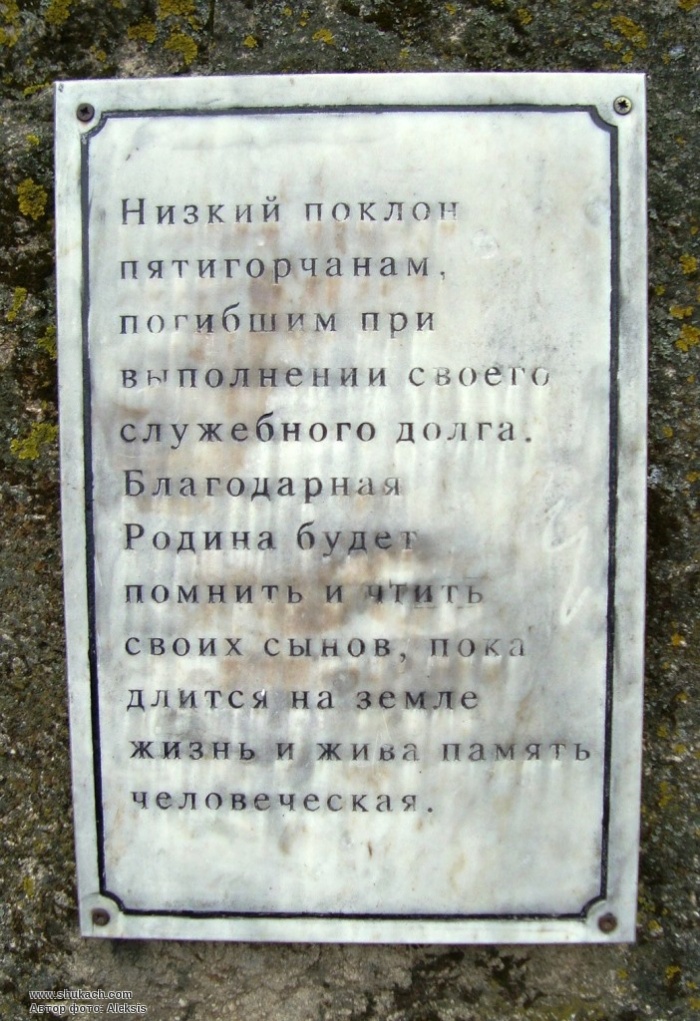 Низкий поклон
пятигорчанам,
погибшим при
выполнении своего
служебного долга.
Благодарная
Родина будет
помнить и чтить
своих сынов, пока
длится на земле
жизнь и жива память
человеческая.
www.shukach.com
Автор фото: Aleksis